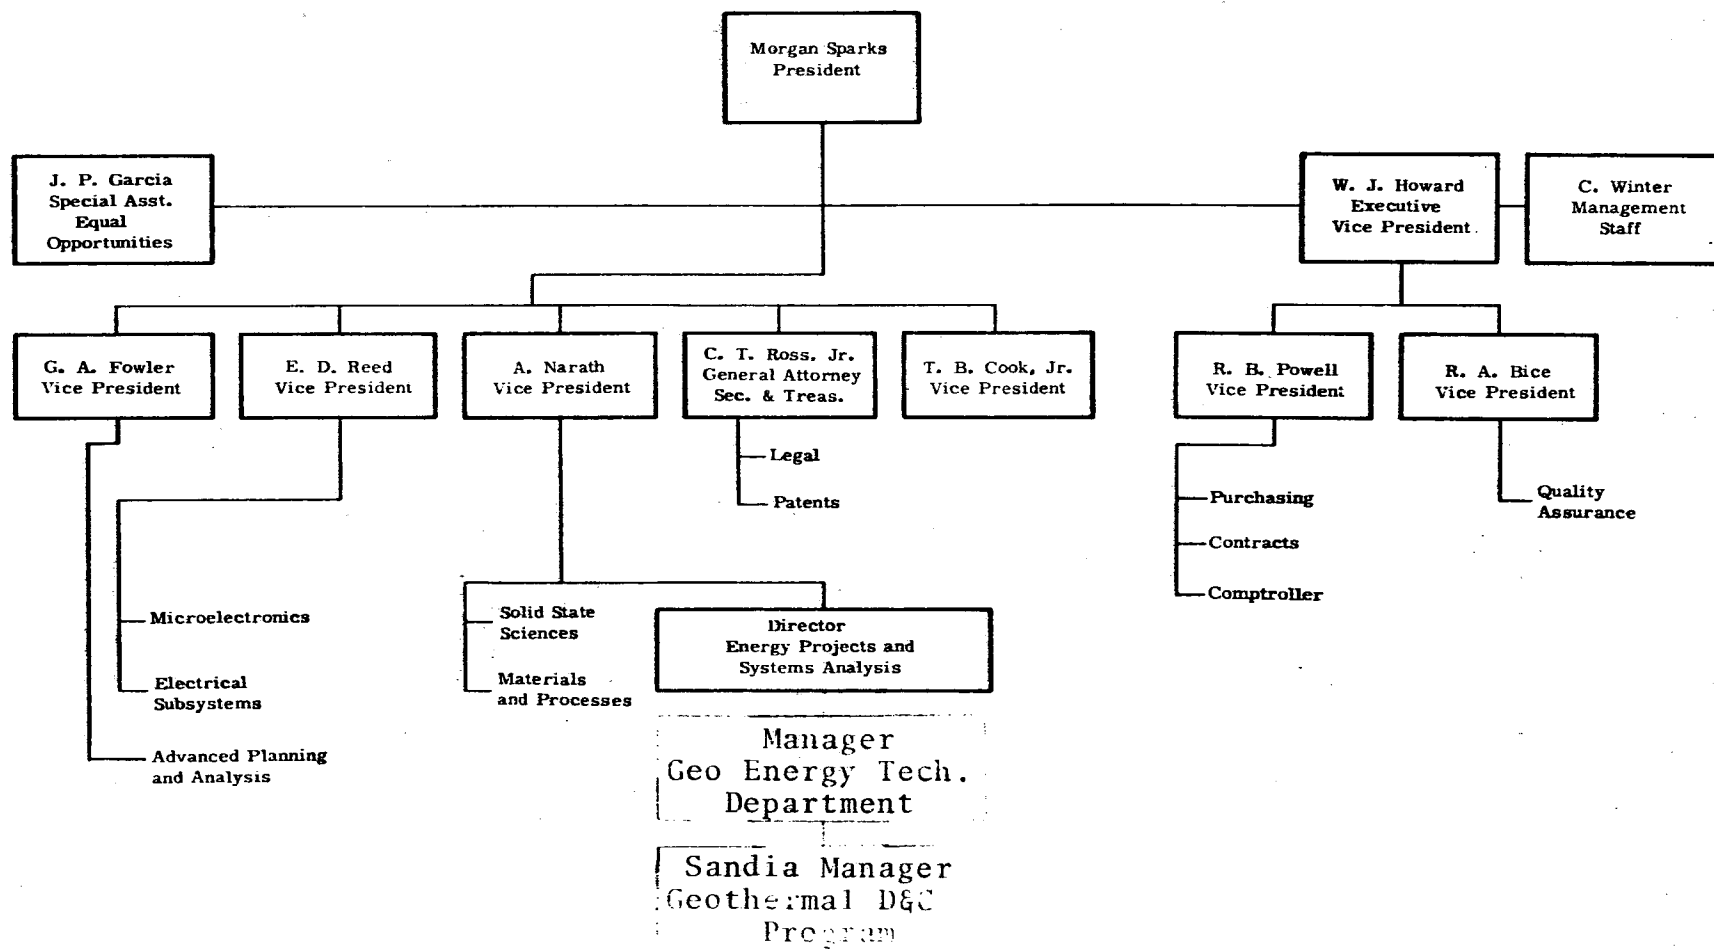 Morgan Sparks
President
J. P. Garcia
Special Asst.
Equal
Opportunities
W. J. Howard
Executive
Vice President
C. Winter
Management
Staff
G. A. Fowler
Vice President
E. D. Reed
Vice President
A. Narath
Vice President
C. T. Ross, Jr.
General Attorney
Sec. & Treas.
T. B. Cook, Jr.
Vice President
R. B. Powell
Vice President
R. A. Bice
Vice President
Legal
Patents
Purchasing
Contracts
Comptroller
Quality
Assurance
Microelectronics
Electrical
Subsystems
Advanced Planning
and Analysis
Solid State
Sciences
Materials
and Processes
Director
Energy Projects and
Systems Analysis
Manager
Geo Energy Tech.
Department
Sandia Manager
Geothermal D&C
Program